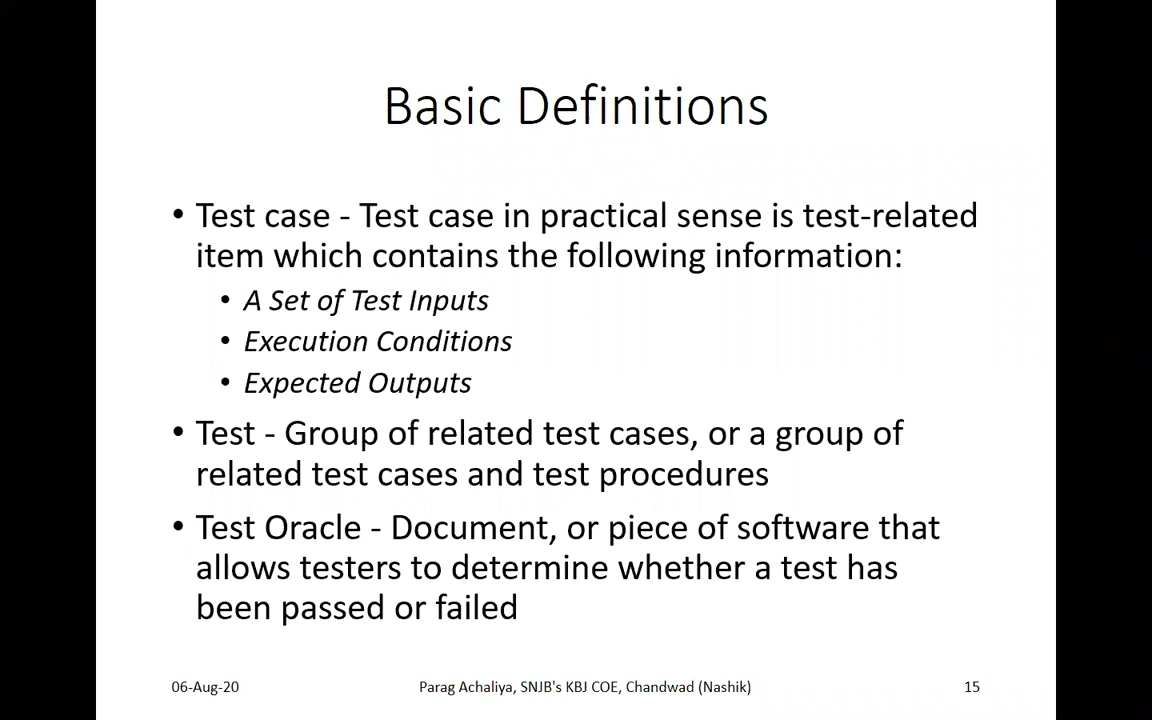 Basic Definitions
• Test case - Test case in practical sense is test-related
item which contains the following information:
• A Set of Test Inputs
• Execution Conditions
• Expected Outputs
• Test - Group of related test cases, or a group of
related test cases and test procedures
• Test Oracle - Document, or piece of software that
allows testers to determine whether a test has
been passed or failed
06-Aug-20 Parag Achaliya, SNJB's KBJ COE, Chandwad (Nashik) 15